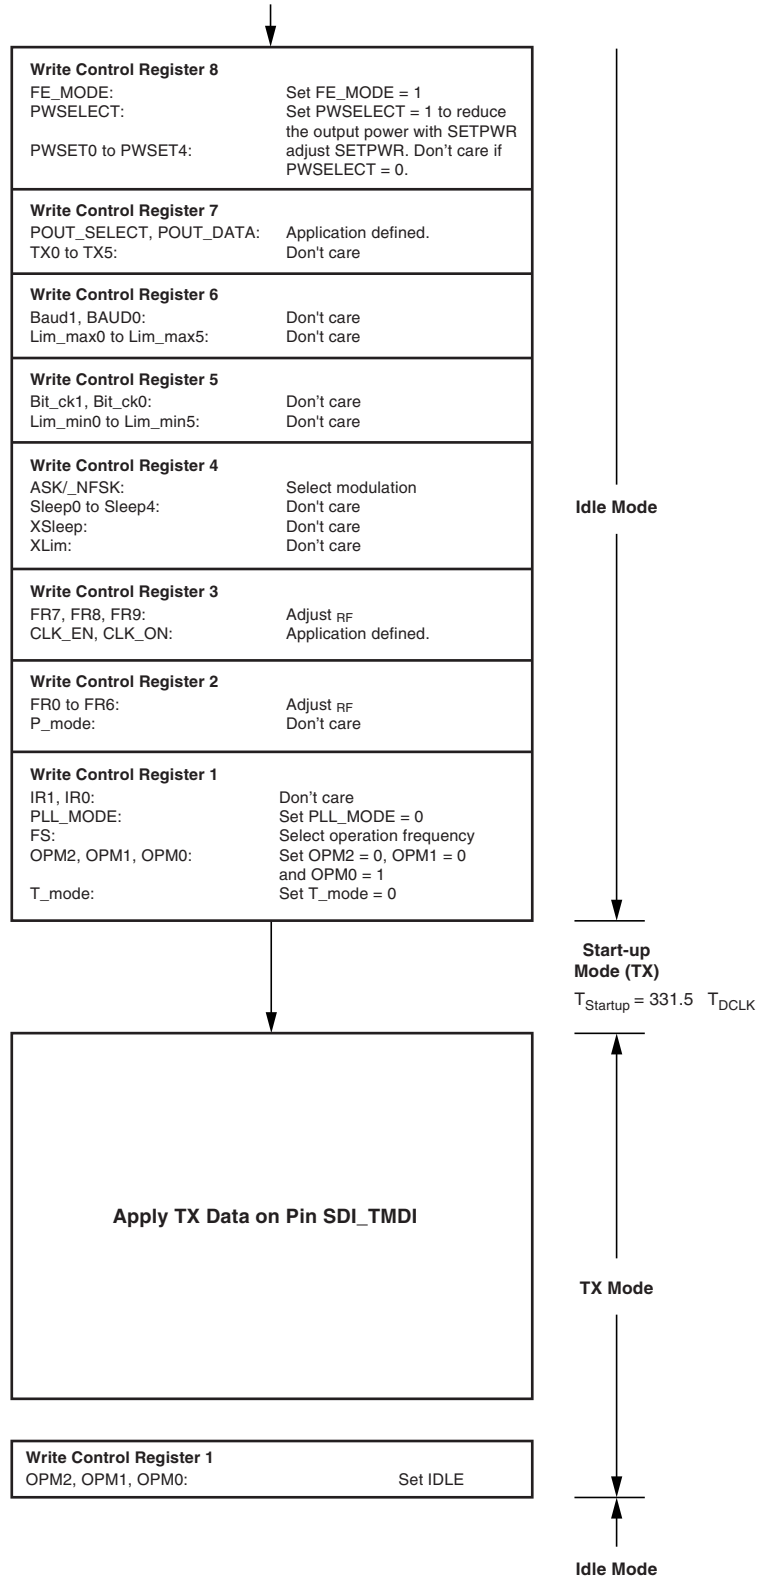 Write Control Register 8
FE_MODE: Set FE_MODE = 1
PWSELECT: Set PWSELECT = 1 to reduce
the output power with SETPWR
PWSET0 to PWSET4: adjust SETPWR. Don't care if
PWSELECT = 0.
Write Control Register 7
POUT_SELECT, POUT_DATA: Application defined.
TX0 to TX5: Don't care
Write Control Register 6
Baud1, BAUD0: Don't care
Lim_max0 to Lim_max5: Don't care
Write Control Register 5
Bit_ck1, Bit_ck0: Don't care
Lim_min0 to Lim_min5: Don't care
Write Control Register 4
ASK/_NFSK: Select modulation
Sleep0 to Sleep4: Don't care
XSleep: Don't care
XLim: Don't care
Idle Mode
Write Control Register 3
FR7, FR8, FR9: Adjust RF
CLK_EN, CLK_ON: Application defined.
Write Control Register 2
FR0 to FR6: Adjust RF
P_mode: Don't care
Write Control Register 1
IR1, IR0: Don't care
PLL_MODE: Set PLL_MODE = 0
FS: Select operation frequency
OPM2, OPM1, OPM0: Set OPM2 = 0, OPM1 = 0
and OPM0 = 1
T_mode: Set T_mode = 0
Start-up
Mode (TX)
TStartup = 331.5 TDCLK
Apply TX Data on Pin SDI_TMDI
TX Mode
Write Control Register 1
OPM2, OPM1, OPM0: Set IDLE
Idle Mode